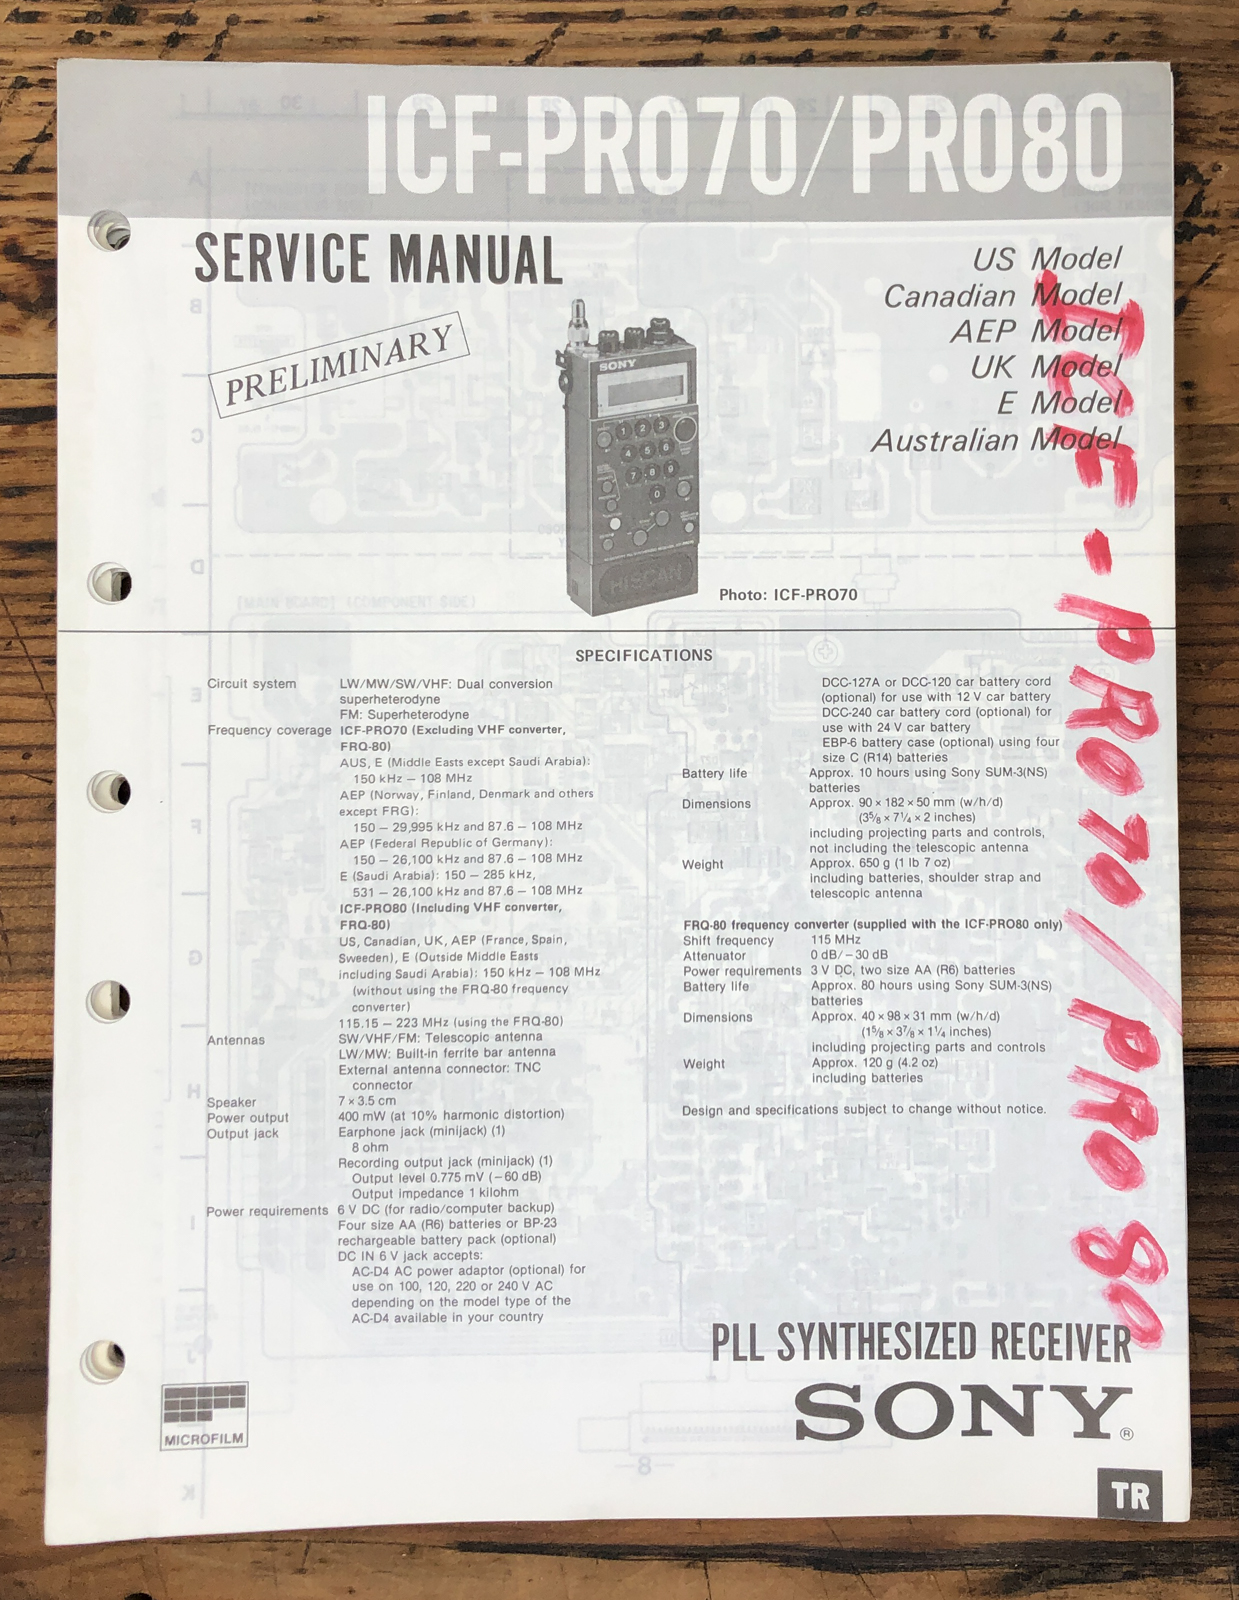 ICF-PRO70/PRO80
SERVICE MANUAL
PRELIMINARY
US Model
Canadian Model
AEP Model
UK Model
E Model
Australian Model
SONY
1 2 3
4 5 6
7 8 9
0
HISCAN
Photo: ICF-PRO70
ICF-PRO70/PRO80
SPECIFICATIONS
Circuit system LW/MW/SW/VHF: Dual conversion
superheterodyne
FM: Superheterodyne
Frequency coverage ICF-PRO70 (Excluding VHF converter,
FRQ-80)
AUS, E (Middle Easts except Saudi Arabia):
150 kHz – 108 MHz
AEP (Norway, Finland, Denmark and others
except FRG):
150 – 29,995 kHz and 87.6 – 108 MHz
AEP (Federal Republic of Germany):
150 – 26,100 kHz and 87.6 – 108 MHz
E (Saudi Arabia): 150 – 285 kHz,
531 – 26,100 kHz and 87.6 – 108 MHz
ICF-PRO80 (Including VHF converter,
FRQ-80)
US, Canadian, UK, AEP (France, Spain,
Sweeden), E (Outside Middle Easts
including Saudi Arabia): 150 kHz – 108 MHz
(without using the FRQ-80 frequency
converter)
115.15 – 223 MHz (using the FRQ-80)
Antennas SW/VHF/FM: Telescopic antenna
LW/MW: Built-in ferrite bar antenna
External antenna connector: TNC
connector
Speaker 7 × 3.5 cm
Power output 400 mW (at 10% harmonic distortion)
Output jack Earphone jack (minijack) (1)
8 ohm
Recording output jack (minijack) (1)
Output level 0.775 mV (–60 dB)
Output impedance 1 kilohm
Power requirements 6 V DC (for radio/computer backup)
Four size AA (R6) batteries or BP-23
rechargeable battery pack (optional)
DC IN 6 V jack accepts:
AC-D4 AC power adaptor (optional) for
use on 100, 120, 220 or 240 V AC
depending on the model type of the
AC-D4 available in your country
DCC-127A or DCC-120 car battery cord
(optional) for use with 12 V car battery
DCC-240 car battery cord (optional) for
use with 24 V car battery
EBP-6 battery case (optional) using four
size C (R14) batteries
Battery life Approx. 10 hours using Sony SUM-3(NS)
batteries
Dimensions Approx. 90 × 182 × 50 mm (w/h/d)
(3⅝ × 7¼ × 2 inches)
including projecting parts and controls,
not including the telescopic antenna
Weight Approx. 650 g (1 lb 7 oz)
including batteries, shoulder strap and
telescopic antenna
FRQ-80 frequency converter (supplied with the ICF-PRO80 only)
Shift frequency 115 MHz
Attenuator 0 dB/–30 dB
Power requirements 3 V DC, two size AA (R6) batteries
Battery life Approx. 80 hours using Sony SUM-3(NS)
batteries
Dimensions Approx. 40 × 98 × 31 mm (w/h/d)
(1⅝ × 3⅞ × 1¼ inches)
including projecting parts and controls
Weight Approx. 120 g (4.2 oz)
including batteries
Design and specifications subject to change without notice.
PLL SYNTHESIZED RECEIVER
SONY®
MICROFILM
TR